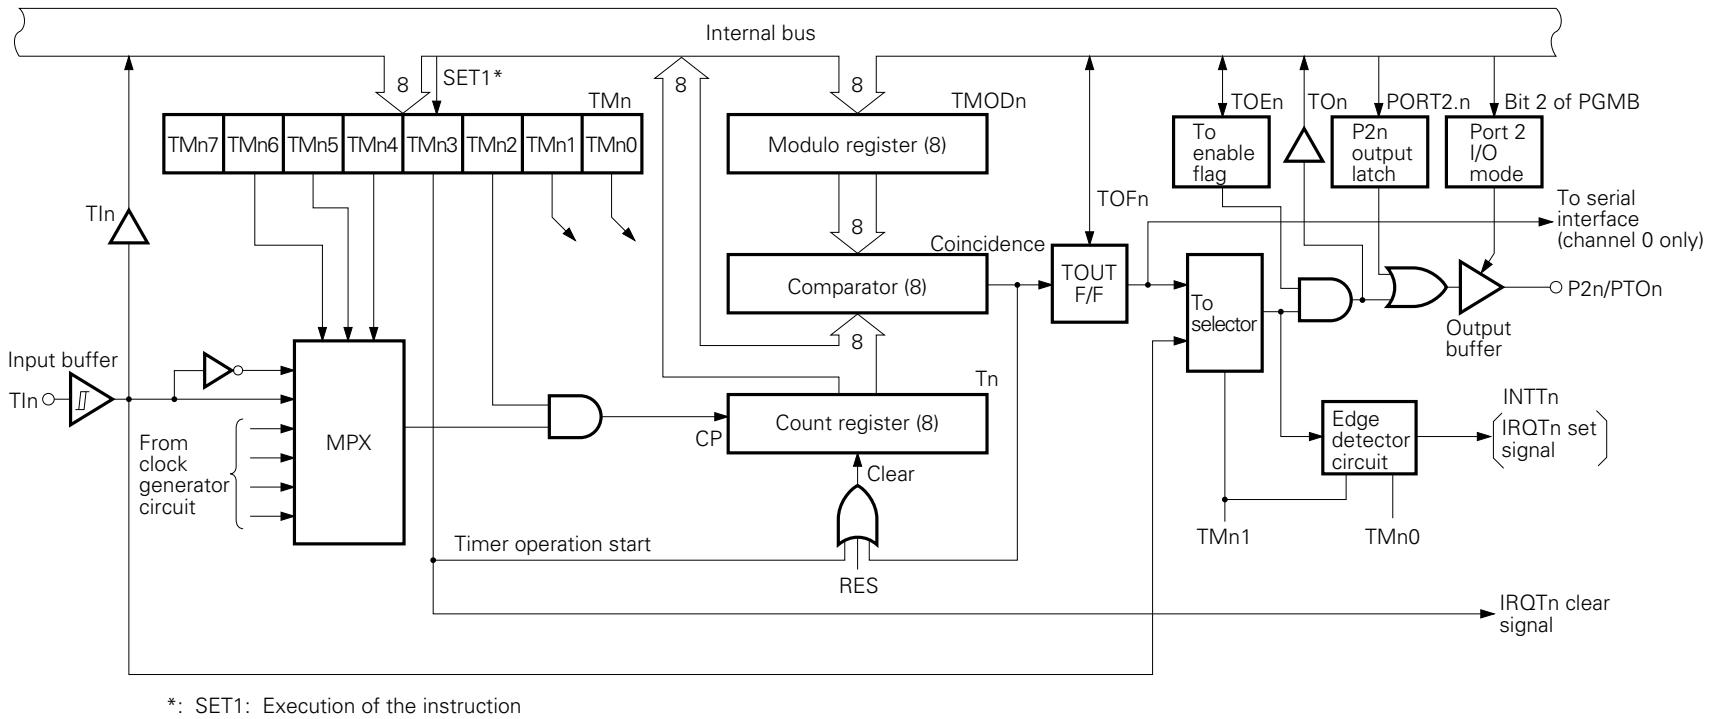 Internal bus
8
SET1*
8
8
TMn
TMODn
TOEn
TOn
PORT2.n
Bit 2 of PGMB
TMn7
TMn6
TMn5
TMn4
TMn3
TMn2
TMn1
TMn0
Modulo register (8)
To
enable
flag
P2n
output
latch
Port 2
I/O
mode
TIn
TOFn
To serial
interface
(channel 0 only)
8
Coincidence
Comparator (8)
TOUT
F/F
To
selector
P2n/PTOn
Output
buffer
8
Input buffer
TIn
Tn
MPX
CP
Count register (8)
From
clock
generator
circuit
Clear
Edge
detector
circuit
INTTn
IRQTn set
signal
TMn1
TMn0
Timer operation start
RES
IRQTn clear
signal
*: SET1: Execution of the instruction